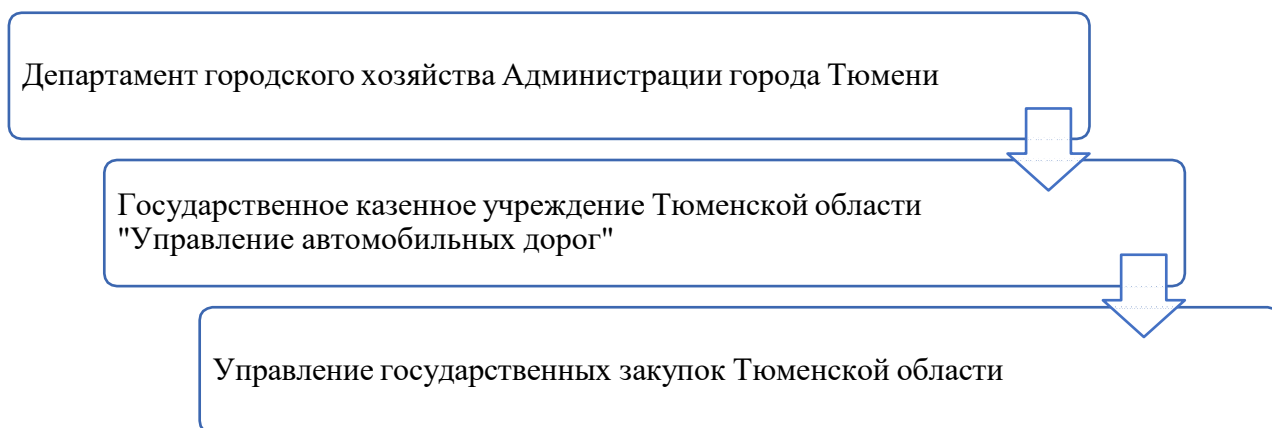 Департамент городского хозяйства Администрации города Тюмени
Государственное казенное учреждение Тюменской области
"Управление автомобильных дорог"
Управление государственных закупок Тюменской области